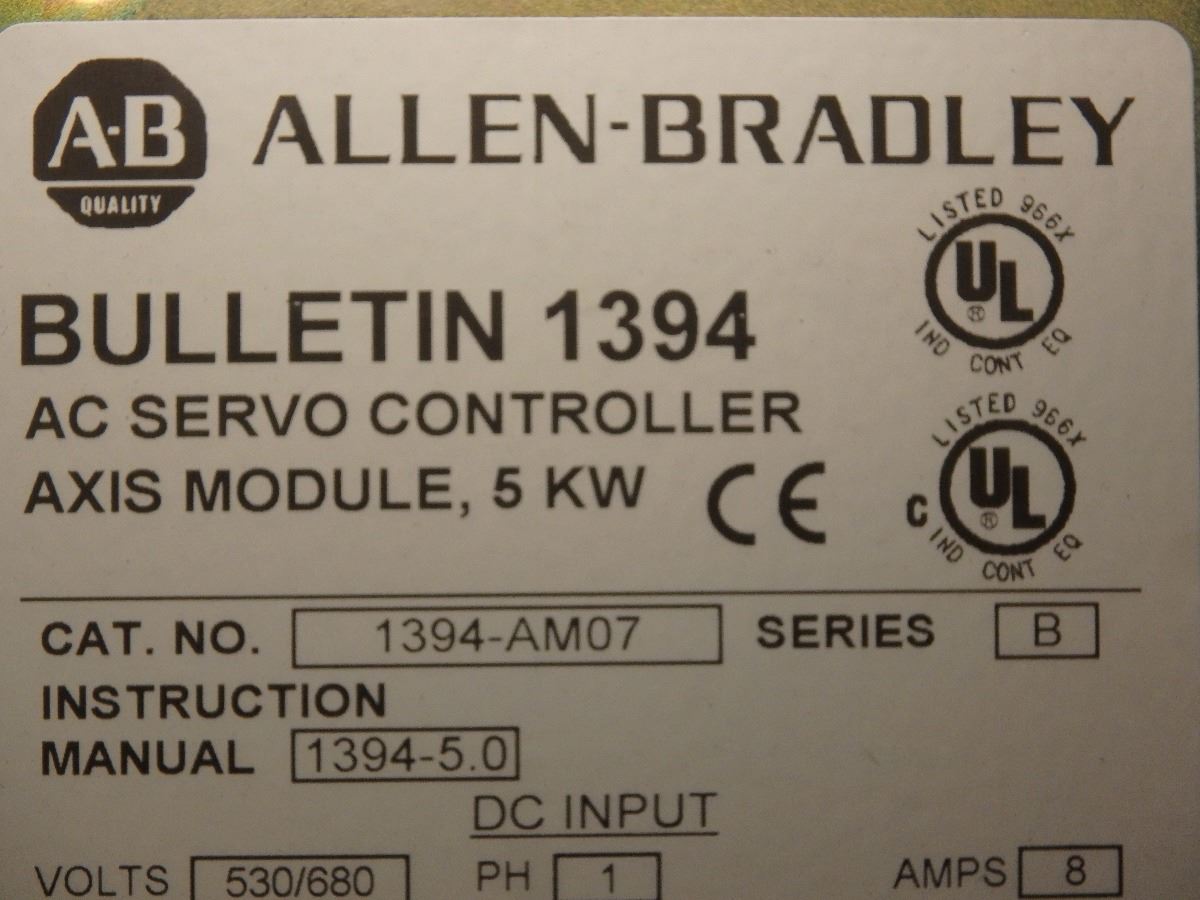 A-B
QUALITY
ALLEN-BRADLEY
LISTED 966X
UL
®
IND CONT EQ
BULLETIN 1394
AC SERVO CONTROLLER
AXIS MODULE, 5 KW
CE
LISTED 966X
C UL
®
IND CONT EQ
CAT. NO. 1394-AM07 SERIES B
INSTRUCTION
MANUAL 1394-5.0
DC INPUT
VOLTS 530/680 PH 1 AMPS 8